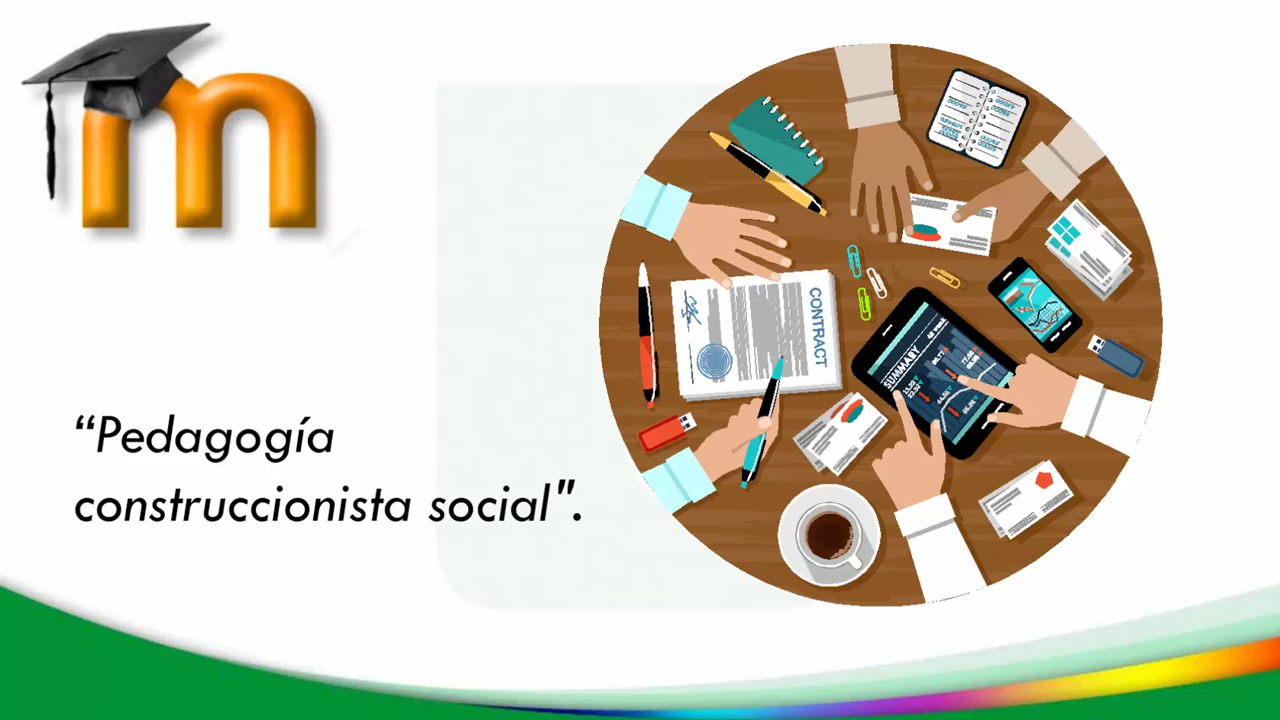 m
“Pedagogía
construccionista social".
CONTRACT
SUMMARY